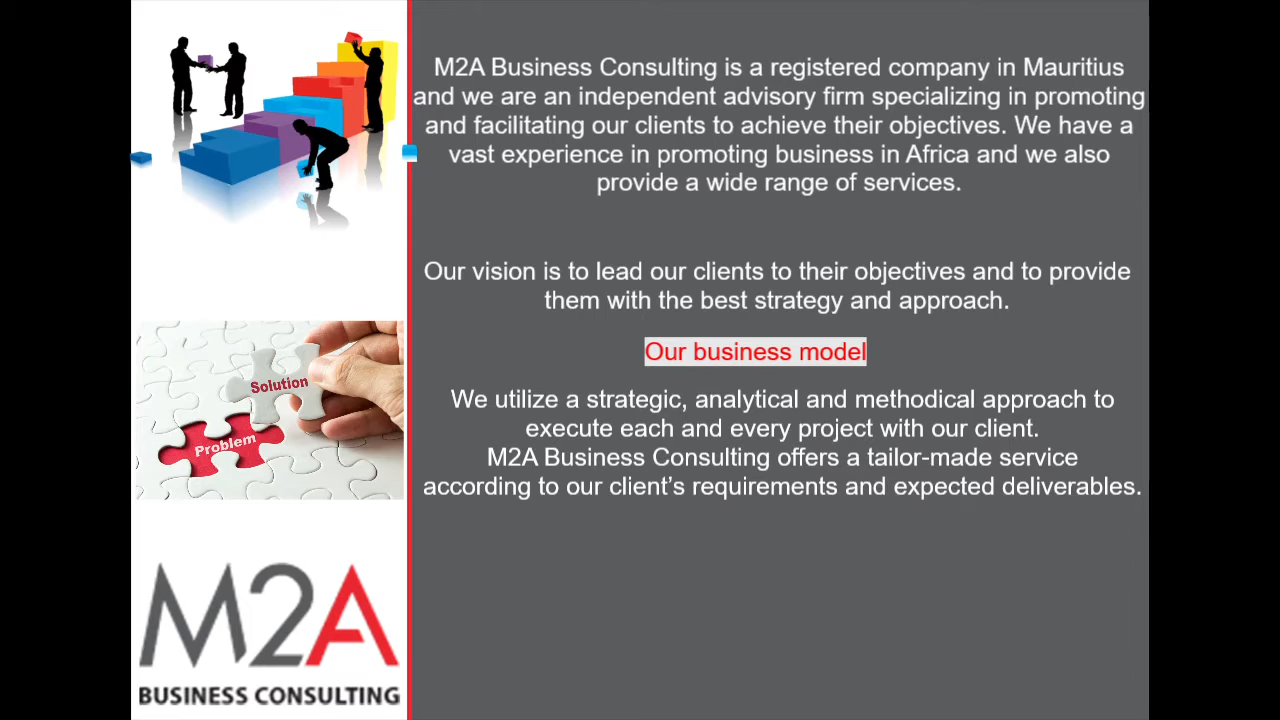 M2A Business Consulting is a registered company in Mauritius
and we are an independent advisory firm specializing in promoting
and facilitating our clients to achieve their objectives. We have a
vast experience in promoting business in Africa and we also
provide a wide range of services.
Our vision is to lead our clients to their objectives and to provide
them with the best strategy and approach.
Our business model
We utilize a strategic, analytical and methodical approach to
execute each and every project with our client.
M2A Business Consulting offers a tailor-made service
according to our client’s requirements and expected deliverables.
Solution
Problem
M2A
BUSINESS CONSULTING